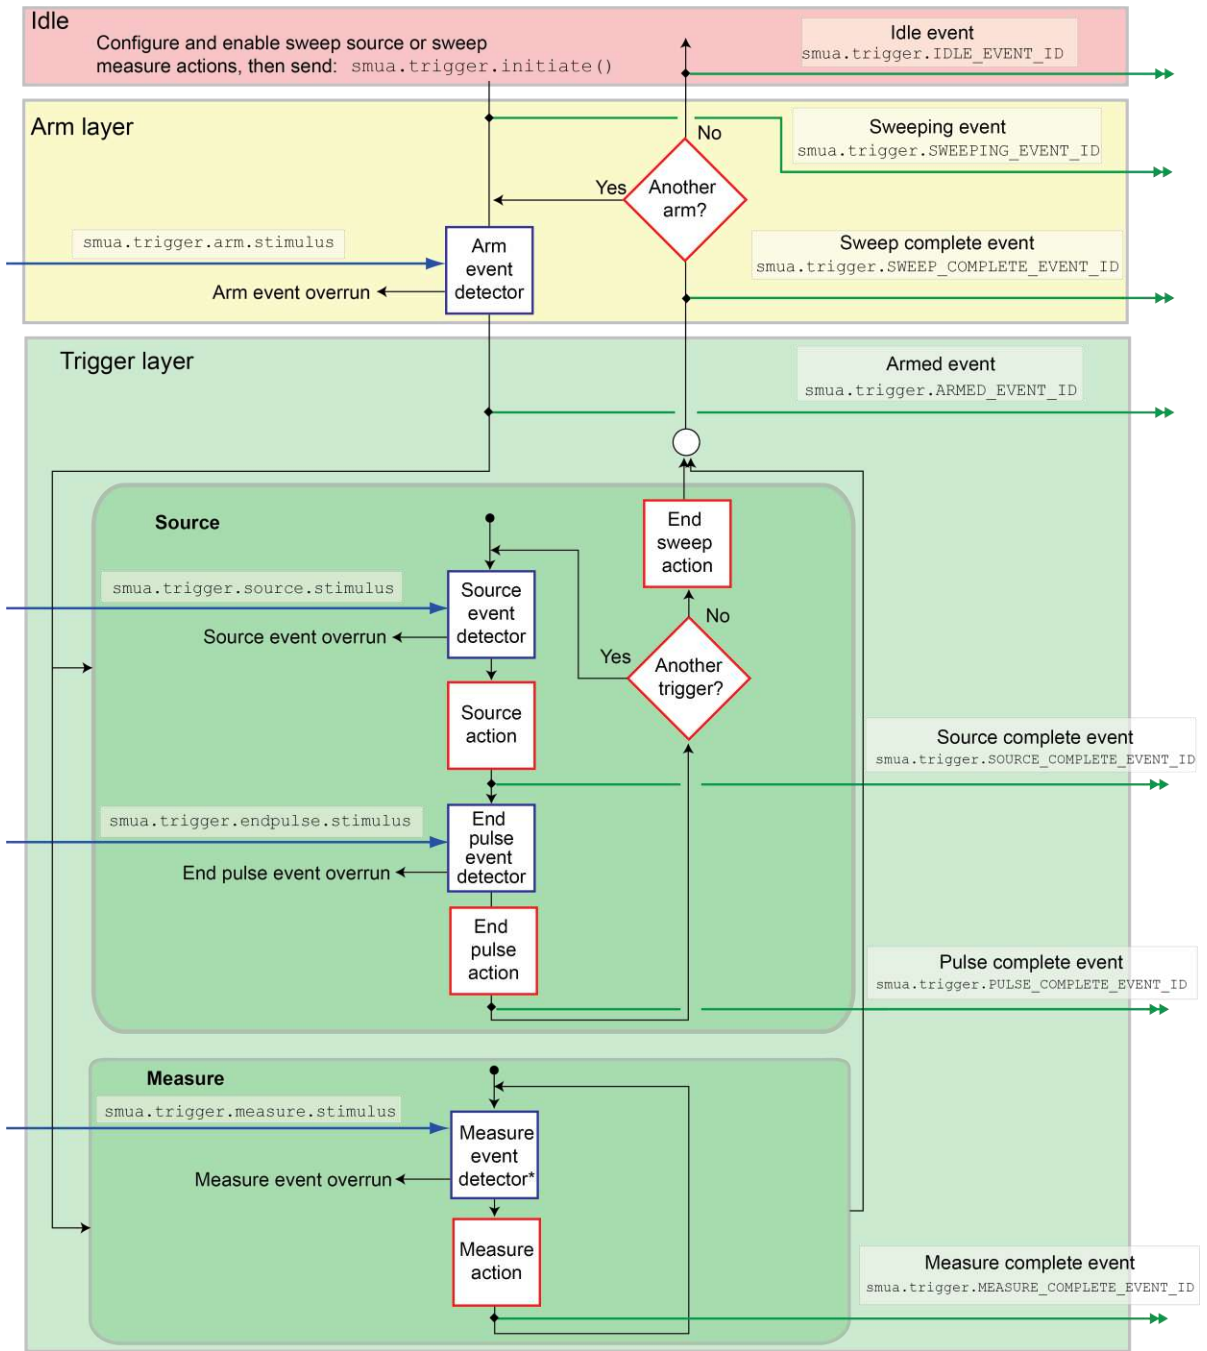 Idle
Configure and enable sweep source or sweep
measure actions, then send: smua.trigger.initiate()
Idle event
smua.trigger.IDLE_EVENT_ID
Arm layer
No
Sweeping event
smua.trigger.SWEEPING_EVENT_ID
Yes
Another
arm?
smua.trigger.arm.stimulus
Arm
event
detector
Arm event overrun
Sweep complete event
smua.trigger.SWEEP_COMPLETE_EVENT_ID
Trigger layer
Armed event
smua.trigger.ARMED_EVENT_ID
Source
End
sweep
action
smua.trigger.source.stimulus
Source
event
detector
Source event overrun
No
Yes
Another
trigger?
Source
action
Source complete event
smua.trigger.SOURCE_COMPLETE_EVENT_ID
smua.trigger.endpulse.stimulus
End
pulse
event
detector
End pulse event overrun
End
pulse
action
Pulse complete event
smua.trigger.PULSE_COMPLETE_EVENT_ID
Measure
smua.trigger.measure.stimulus
Measure
event
detector*
Measure event overrun
Measure
action
Measure complete event
smua.trigger.MEASURE_COMPLETE_EVENT_ID